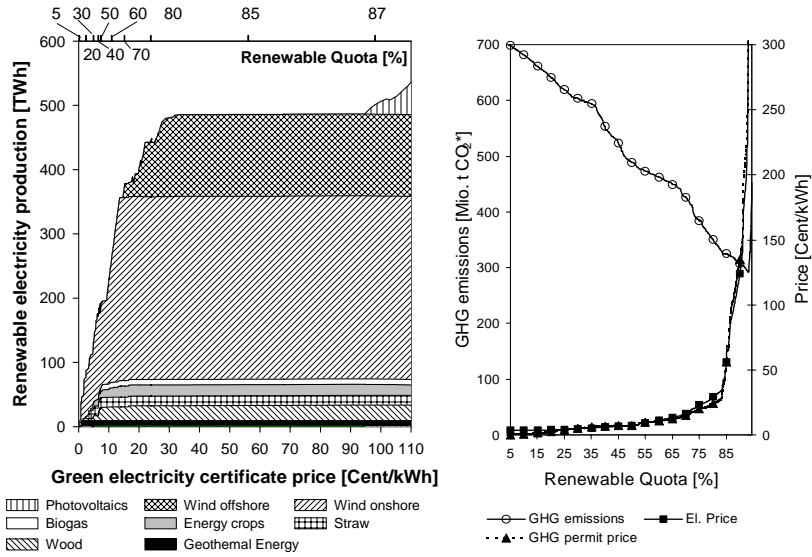 5 30 50 60 80 85 87
20 40 70
Renewable Quota [%]
Renewable electricity production [TWh]
600
500
400
300
200
100
0
0 10 20 30 40 50 60 70 80 90 100 110
Green electricity certificate price [Cent/kWh]
Photovoltaics Wind offshore Wind onshore
Biogas Energy crops Straw
Wood Geothemal Energy
GHG emissions [Mio. t CO2*]
700
600
500
400
300
200
100
0
300
250
200
150
100
50
0
Price [Cent/kWh]
5 15 25 35 45 55 65 75 85
Renewable Quota [%]
GHG emissions El. Price
GHG permit price